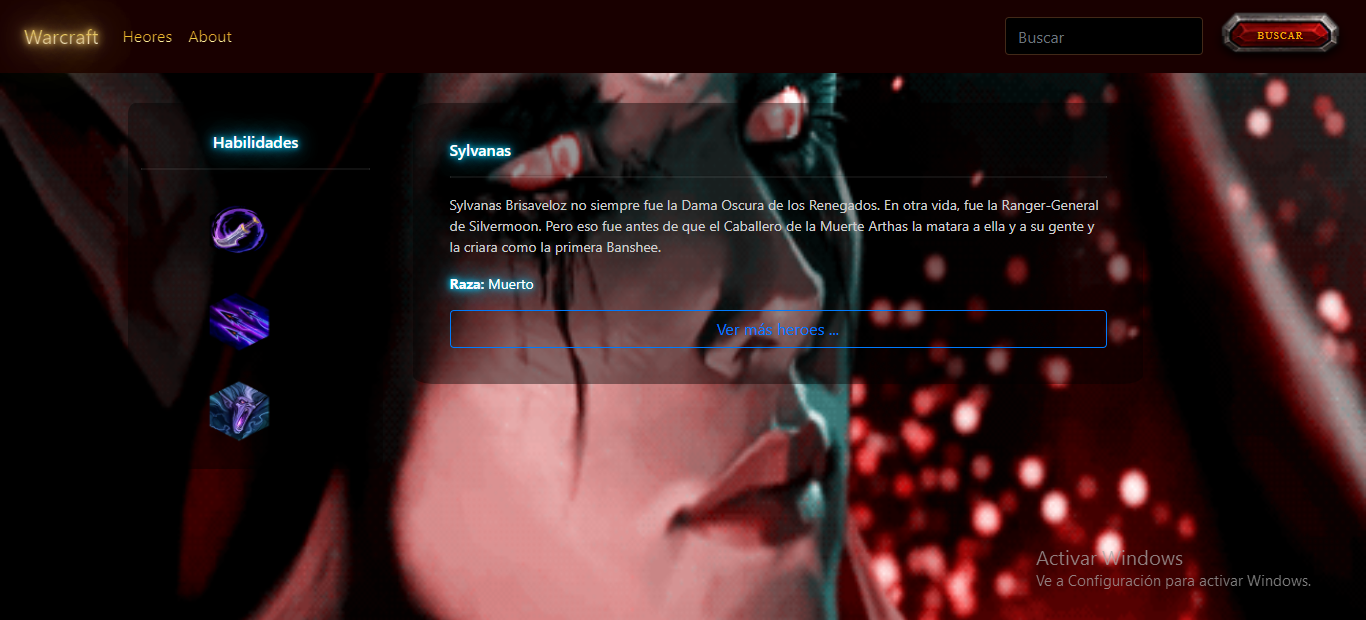 Warcraft Heores About Buscar BUSCAR
Habilidades
Sylvanas
Sylvanas Brisaveloz no siempre fue la Dama Oscura de los Renegados. En otra vida, fue la Ranger-General
de Silvermoon. Pero eso fue antes de que el Caballero de la Muerte Arthas la matara a ella y a su gente y
la criara como la primera Banshee.
Raza: Muerto
Ver más heroes ...
Activar Windows
Ve a Configuración para activar Windows.